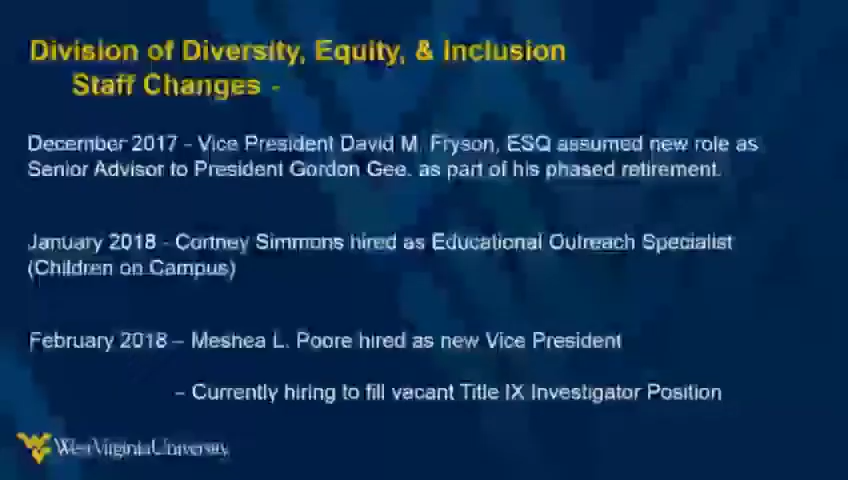 Division of Diversity, Equity, & Inclusion
Staff Changes -
December 2017 - Vice President David M. Fryson, ESQ assumed new role as
Senior Advisor to President Gordon Gee. as part of his phased retirement.
January 2018 - Cortney Simmons hired as Educational Outreach Specialist
(Children on Campus)
February 2018 – Meshea L. Poore hired as new Vice President
– Currently hiring to fill vacant Title IX Investigator Position
WestVirginiaUniversity.